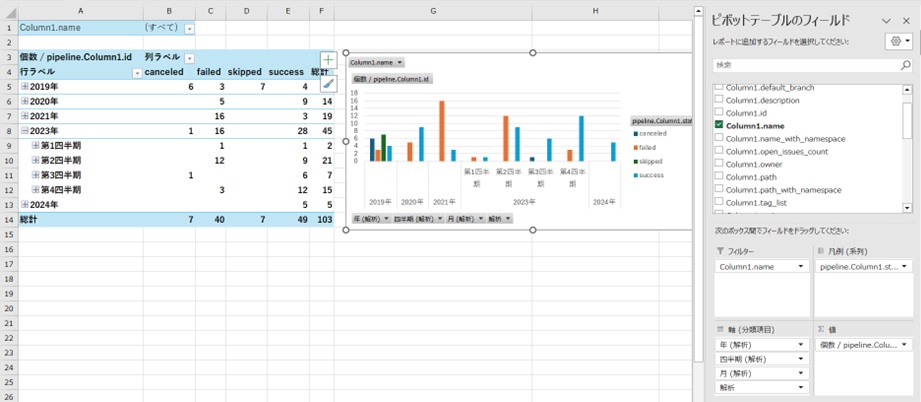 A B C D E F G H
1 Column1.name (すべて)
2
3 個数 / pipeline.Column1.id 列ラベル
4 行ラベル canceled failed skipped success 総計
5 2019年 6 3 7 4
6 2020年 5 9 14
7 2021年 16 3 19
8 2023年 1 16 28 45
9 第1四半期 1 1 2
10 第2四半期 12 9 21
11 第3四半期 1 6 7
12 第4四半期 3 12 15
13 2024年 5 5
14 総計 7 40 7 49 103
15
16
17
18
19
20
21
22
23
24
25
26
Column1.name
個数 / pipeline.Column1.id
18
16
14
12
10
8
6
4
2
0
第1四半期 第2四半期 第3四半期 第4四半期
2019年 2020年 2021年 2023年 2024年
pipeline.Column1.stat
canceled
failed
skipped
success
年 (解析) 四半期 (解析) 月 (解析) 解析
ピボットテーブルのフィールド
レポートに追加するフィールドを選択してください:
検索
Column1.default_branch
Column1.description
Column1.id
Column1.name
Column1.name_with_namespace
Column1.open_issues_count
Column1.owner
Column1.path
Column1.path_with_namespace
Column1.tag_list
次のボックス間でフィールドをドラッグしてください:
フィルター
Column1.name
凡例 (系列)
pipeline.Column1.st...
軸 (分類項目)
年 (解析)
四半期 (解析)
月 (解析)
解析
Σ 値
個数 / pipeline.Colu...